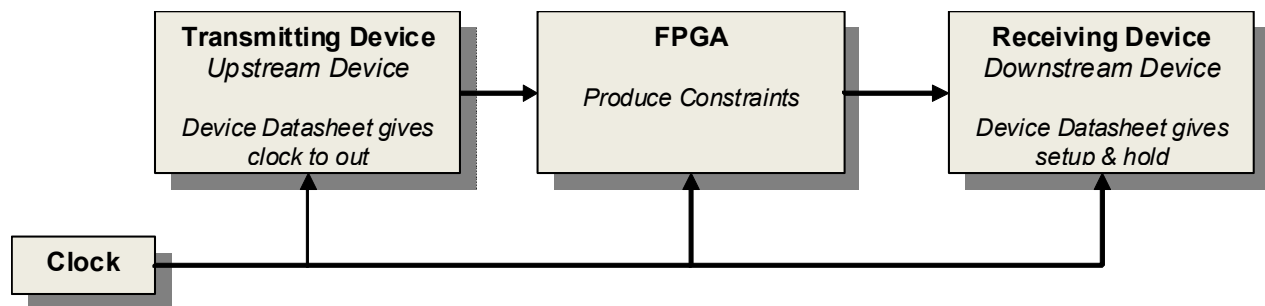 Transmitting Device
Upstream Device
Device Datasheet gives
clock to out
FPGA
Produce Constraints
Receiving Device
Downstream Device
Device Datasheet gives
setup & hold
Clock